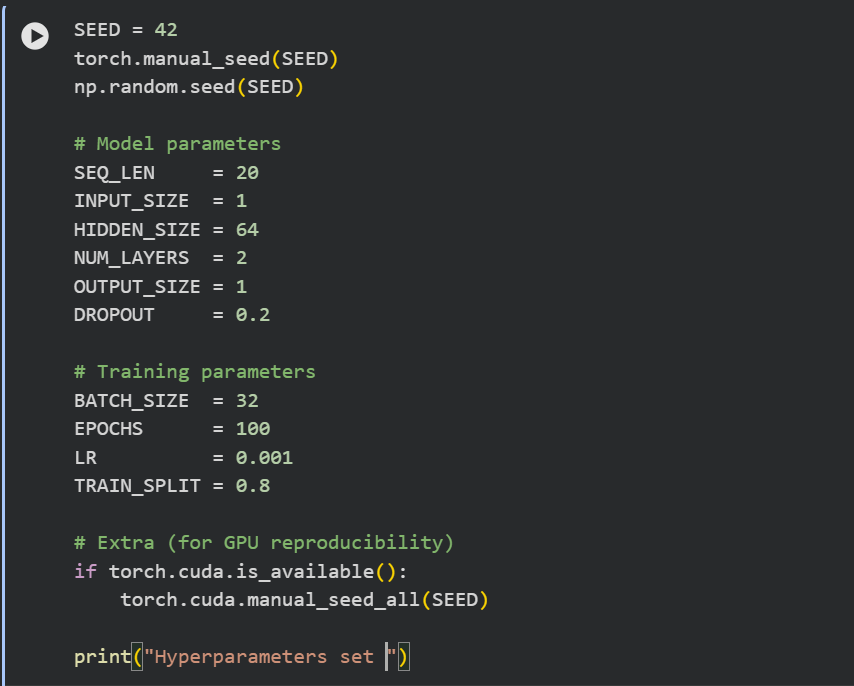 SEED = 42
torch.manual_seed(SEED)
np.random.seed(SEED)
# Model parameters
SEQ_LEN     = 20
INPUT_SIZE  = 1
HIDDEN_SIZE = 64
NUM_LAYERS  = 2
OUTPUT_SIZE = 1
DROPOUT     = 0.2
# Training parameters
BATCH_SIZE  = 32
EPOCHS      = 100
LR          = 0.001
TRAIN_SPLIT = 0.8
# Extra (for GPU reproducibility)
if torch.cuda.is_available():
    torch.cuda.manual_seed_all(SEED)
print("Hyperparameters set ")